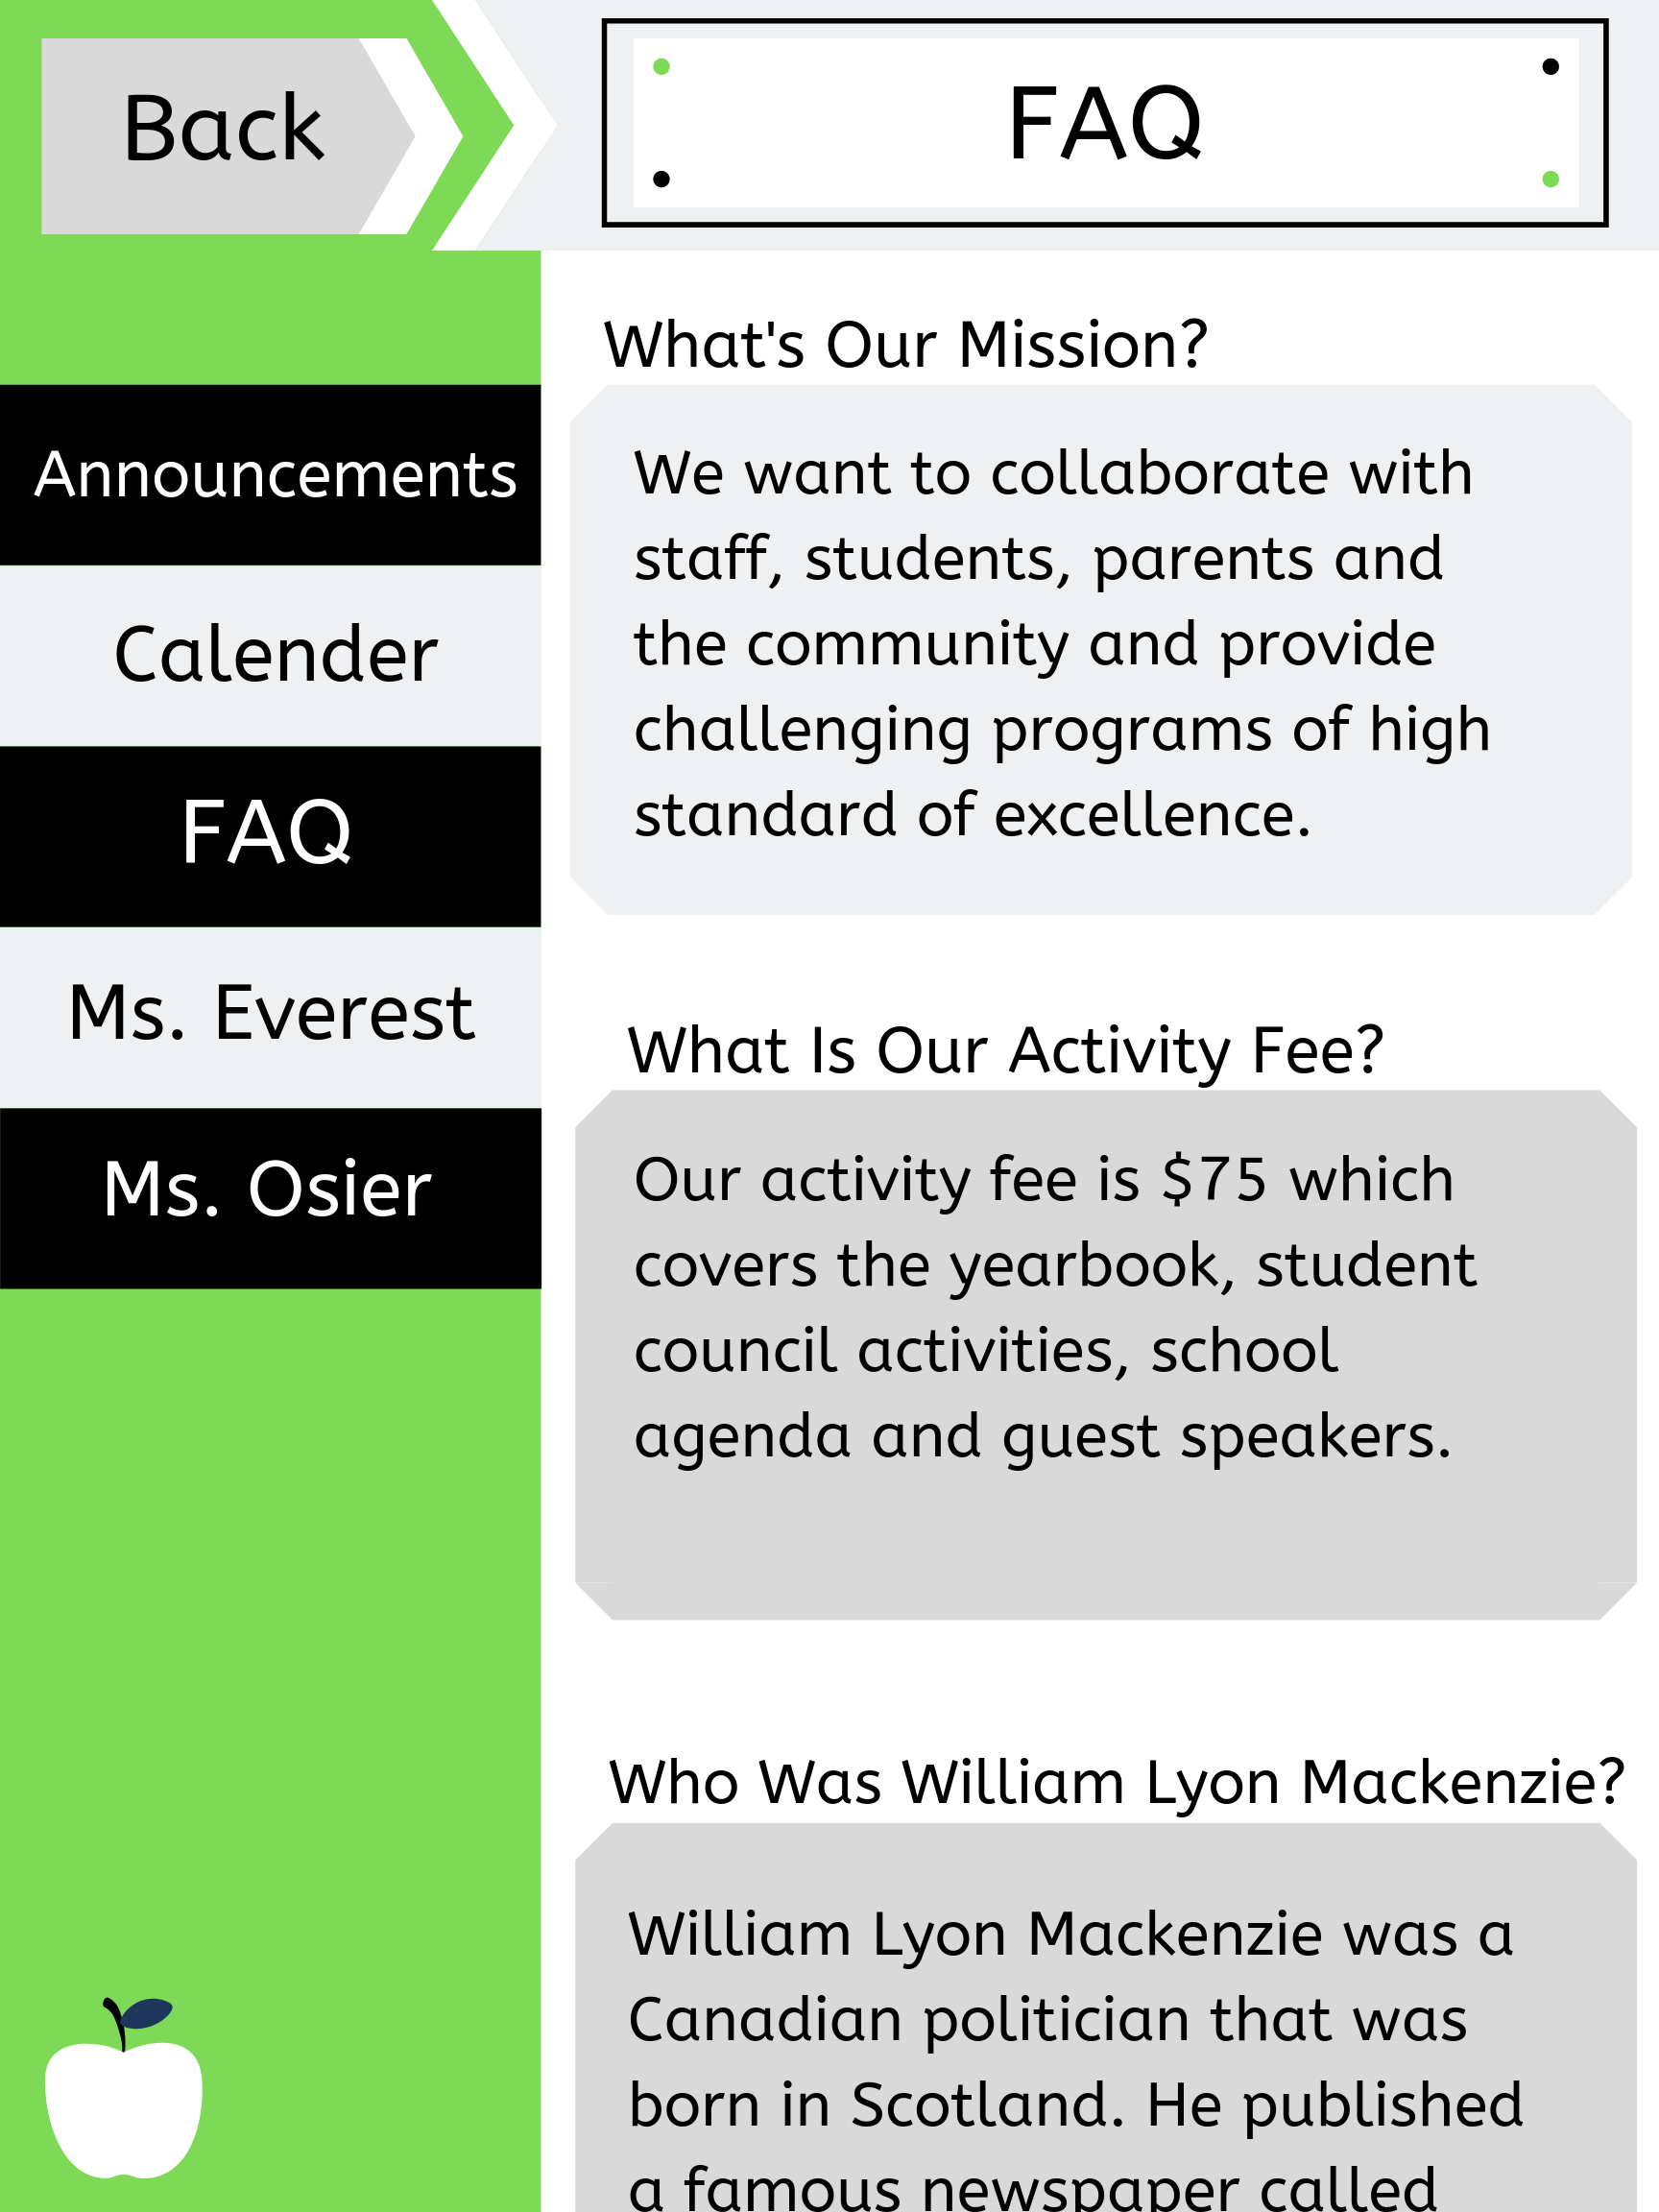 Back
FAQ
Announcements
Calender
FAQ
Ms. Everest
Ms. Osier
What's Our Mission?
We want to collaborate with
staff, students, parents and
the community and provide
challenging programs of high
standard of excellence.
What Is Our Activity Fee?
Our activity fee is $75 which
covers the yearbook, student
council activities, school
agenda and guest speakers.
Who Was William Lyon Mackenzie?
William Lyon Mackenzie was a
Canadian politician that was
born in Scotland. He published
a famous newspaper called